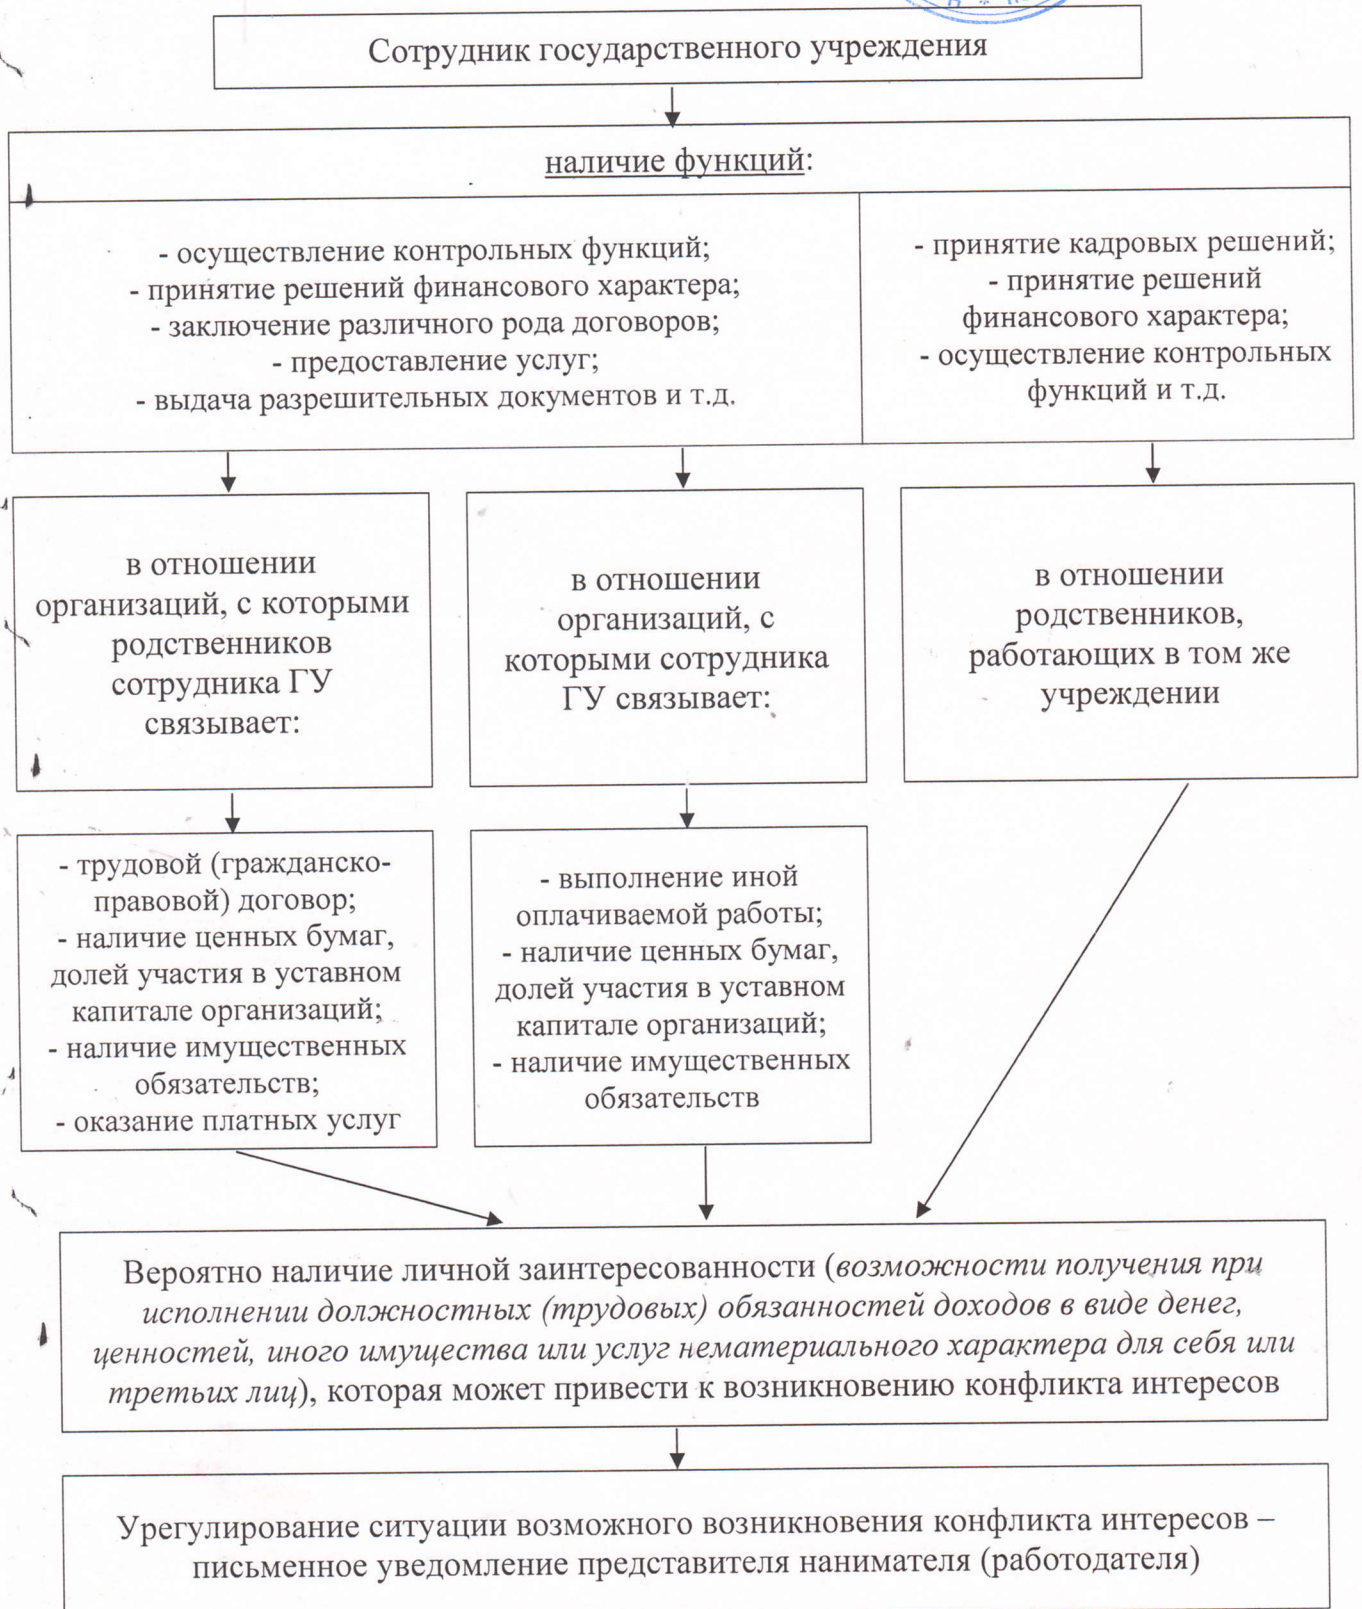 Сотрудник государственного учреждения
наличие функций:
- осуществление контрольных функций;
- принятие решений финансового характера;
- заключение различного рода договоров;
- предоставление услуг;
- выдача разрешительных документов и т.д.
- принятие кадровых решений;
- принятие решений
финансового характера;
- осуществление контрольных
функций и т.д.
в отношении
организаций, с которыми
родственников
сотрудника ГУ
связывает:
в отношении
организаций, с
которыми сотрудника
ГУ связывает:
в отношении
родственников,
работающих в том же
учреждении
- трудовой (гражданско-
правовой) договор;
- наличие ценных бумаг,
долей участия в уставном
капитале организаций;
- наличие имущественных
обязательств;
- оказание платных услуг
- выполнение иной
оплачиваемой работы;
- наличие ценных бумаг,
долей участия в уставном
капитале организаций;
- наличие имущественных
обязательств
Вероятно наличие личной заинтересованности (возможности получения при
исполнении должностных (трудовых) обязанностей доходов в виде денег,
ценностей, иного имущества или услуг нематериального характера для себя или
третьих лиц), которая может привести к возникновению конфликта интересов
Урегулирование ситуации возможного возникновения конфликта интересов –
письменное уведомление представителя нанимателя (работодателя)